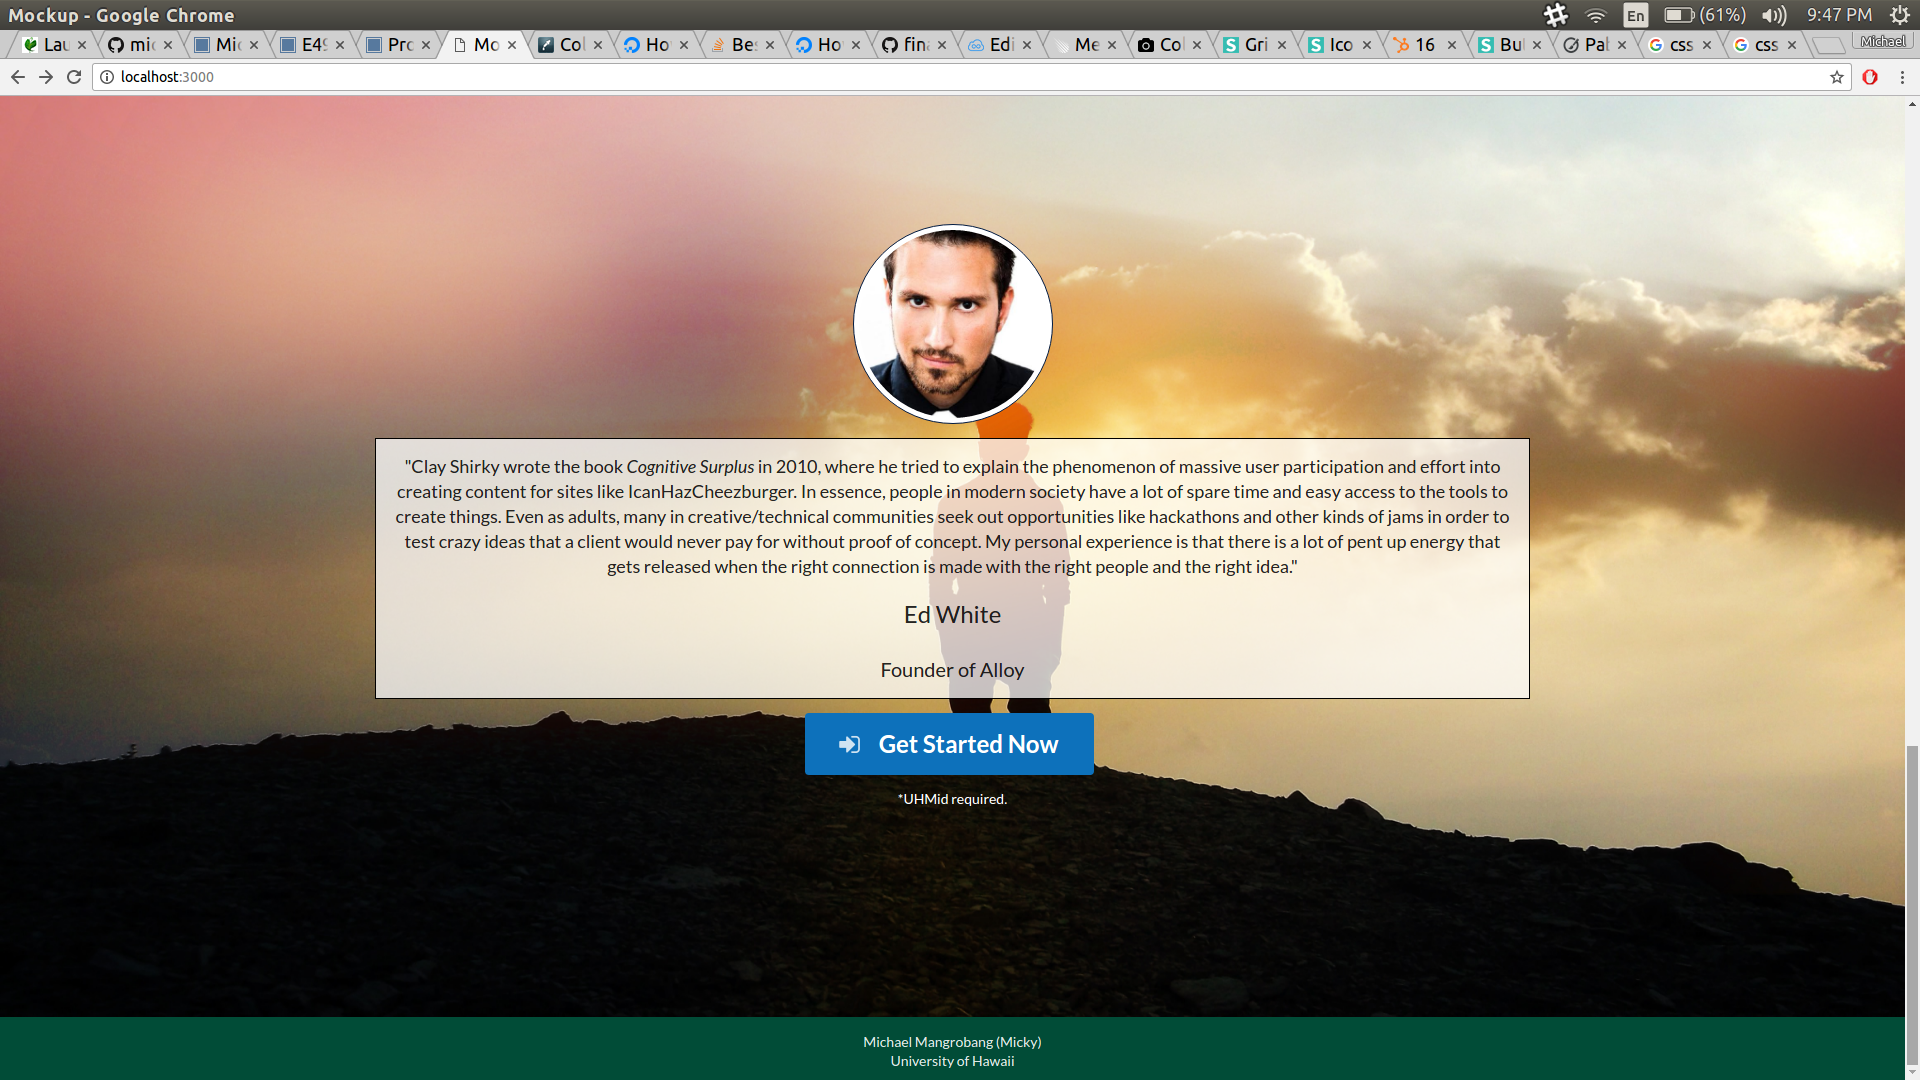 Mockup - Google Chrome
En (61%) 9:47 PM
Lau mic Mic E49 Pro Mo Col Ho Bes Ho fin Edi Me Col Gri Ico 16 Bul Pal css css Michael
localhost:3000
"Clay Shirky wrote the book Cognitive Surplus in 2010, where he tried to explain the phenomenon of massive user participation and effort into
creating content for sites like IcanHazCheezburger. In essence, people in modern society have a lot of spare time and easy access to the tools to
create things. Even as adults, many in creative/technical communities seek out opportunities like hackathons and other kinds of jams in order to
test crazy ideas that a client would never pay for without proof of concept. My personal experience is that there is a lot of pent up energy that
gets released when the right connection is made with the right people and the right idea."
Ed White
Founder of Alloy
Get Started Now
*UHMid required.
Michael Mangrobang (Micky)
University of Hawaii